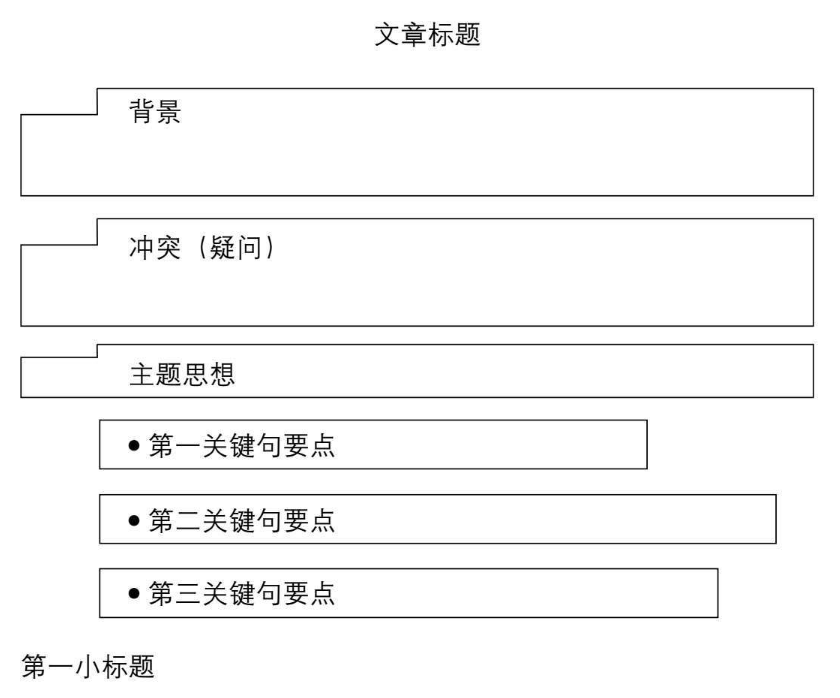 文章标题
背景
冲突（疑问）
主题思想
●第一关键句要点
●第二关键句要点
●第三关键句要点
第一小标题